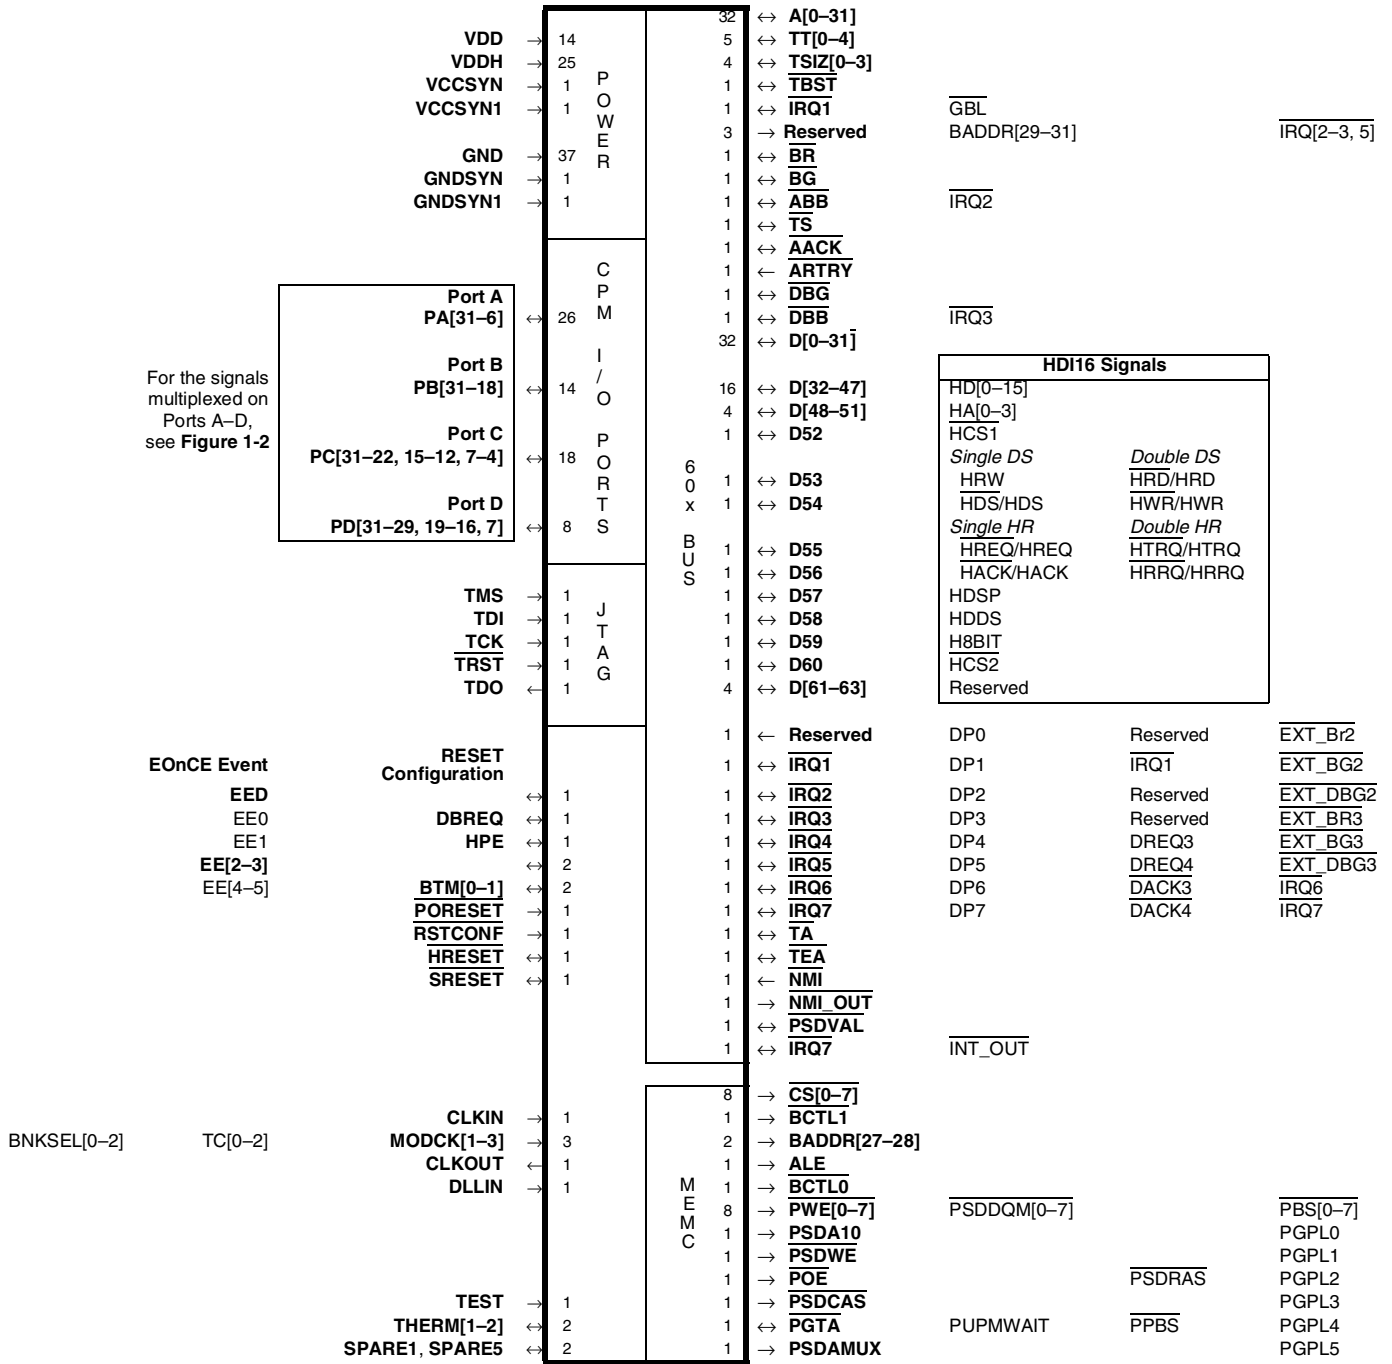 32 ↔ A[0–31]
VDD → 14 5 ↔ TT[0–4]
VDDH → 25 4 ↔ TSIZ[0–3]
VCCSYN → 1 1 ↔ TBST
VCCSYN1 → 1 1 ↔ IRQ1 GBL
3 → Reserved BADDR[29–31] IRQ[2–3, 5]
GND → 37 1 ↔ BR
GNDSYN → 1 1 ↔ BG
GNDSYN1 → 1 1 ↔ ABB IRQ2
POWER
1 ↔ TS
1 ↔ AACK
1 ← ARTRY
Port A 1 ↔ DBG
PA[31–6] ↔ 26 1 ↔ DBB IRQ3
32 ↔ D[0–31]
HDI16 Signals
Port B
For the signals
multiplexed on
Ports A–D,
see Figure 1-2
PB[31–18] ↔ 14 16 ↔ D[32–47] HD[0–15]
4 ↔ D[48–51] HA[0–3]
Port C 1 ↔ D52 HCS1
PC[31–22, 15–12, 7–4] ↔ 18 Single DS Double DS
1 ↔ D53 HRW HRD/HRD
Port D 1 ↔ D54 HDS/HDS HWR/HWR
PD[31–29, 19–16, 7] ↔ 8 Single HR Double HR
CPM I/O PORTS
60x BUS
1 ↔ D55 HREQ/HREQ HTRQ/HTRQ
1 ↔ D56 HACK/HACK HRRQ/HRRQ
TMS → 1 1 ↔ D57 HDSP
TDI → 1 1 ↔ D58 HDDS
TCK → 1 1 ↔ D59 H8BIT
TRST → 1 1 ↔ D60 HCS2
TDO ← 1 4 ↔ D[61–63] Reserved
JTAG
1 ← Reserved DP0 Reserved EXT_Br2
EOnCE Event RESET
Configuration 1 ↔ IRQ1 DP1 IRQ1 EXT_BG2
EED ↔ 1 1 ↔ IRQ2 DP2 Reserved EXT_DBG2
EE0 DBREQ ↔ 1 1 ↔ IRQ3 DP3 Reserved EXT_BR3
EE1 HPE ↔ 1 1 ↔ IRQ4 DP4 DREQ3 EXT_BG3
EE[2–3] ↔ 2 1 ↔ IRQ5 DP5 DREQ4 EXT_DBG3
EE[4–5] BTM[0–1] ↔ 2 1 ↔ IRQ6 DP6 DACK3 IRQ6
PORESET → 1 1 ↔ IRQ7 DP7 DACK4 IRQ7
RSTCONF → 1 1 ↔ TA
HRESET ↔ 1 1 ↔ TEA
SRESET ↔ 1 1 ← NMI
1 → NMI_OUT
1 ↔ PSDVAL
1 ↔ IRQ7 INT_OUT
8 → CS[0–7]
CLKIN → 1 1 → BCTL1
BNKSEL[0–2] TC[0–2] MODCK[1–3] → 3 2 → BADDR[27–28]
CLKOUT ← 1 1 → ALE
DLLIN → 1 1 → BCTL0
MEMC
8 → PWE[0–7] PSDDQM[0–7] PBS[0–7]
1 → PSDA10 PGPL0
1 → PSDWE PGPL1
1 → POE PSDRAS PGPL2
TEST → 1 1 → PSDCAS PGPL3
THERM[1–2] ↔ 2 1 ↔ PGTA PUPMWAIT PPBS PGPL4
SPARE1, SPARE5 ↔ 2 1 → PSDAMUX PGPL5